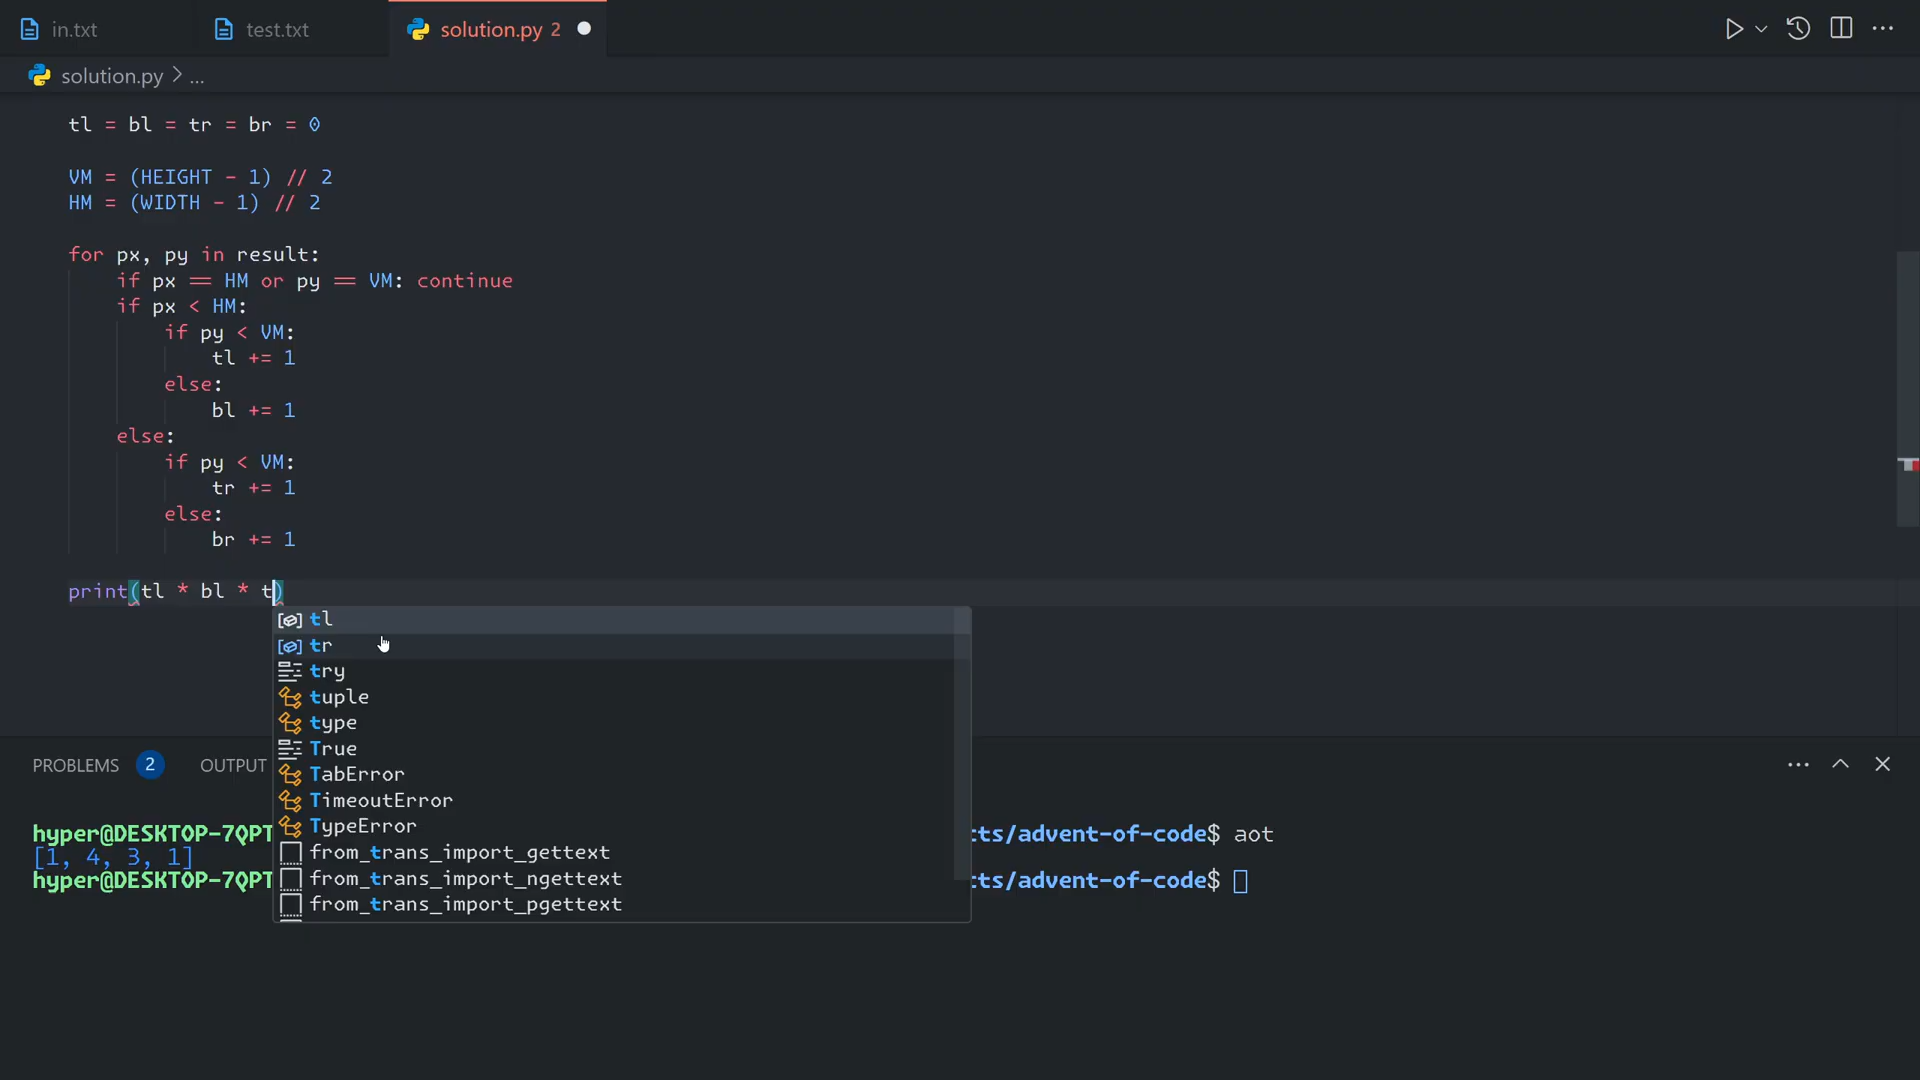 in.txt
test.txt
solution.py 2
solution.py > ...
tl = bl = tr = br = 0
VM = (HEIGHT - 1) // 2
HM = (WIDTH - 1) // 2
for px, py in result:
if px == HM or py == VM: continue
if px < HM:
if py < VM:
tl += 1
else:
bl += 1
else:
if py < VM:
tr += 1
else:
br += 1
print(tl * bl * t)
tl
tr
try
tuple
type
True
TabError
TimeoutError
TypeError
from_trans_import_gettext
from_trans_import_ngettext
from_trans_import_pgettext
PROBLEMS 2 OUTPUT
hyper@DESKTOP-7QPT cts/advent-of-code$ aot
[1, 4, 3, 1]
hyper@DESKTOP-7QPT cts/advent-of-code$